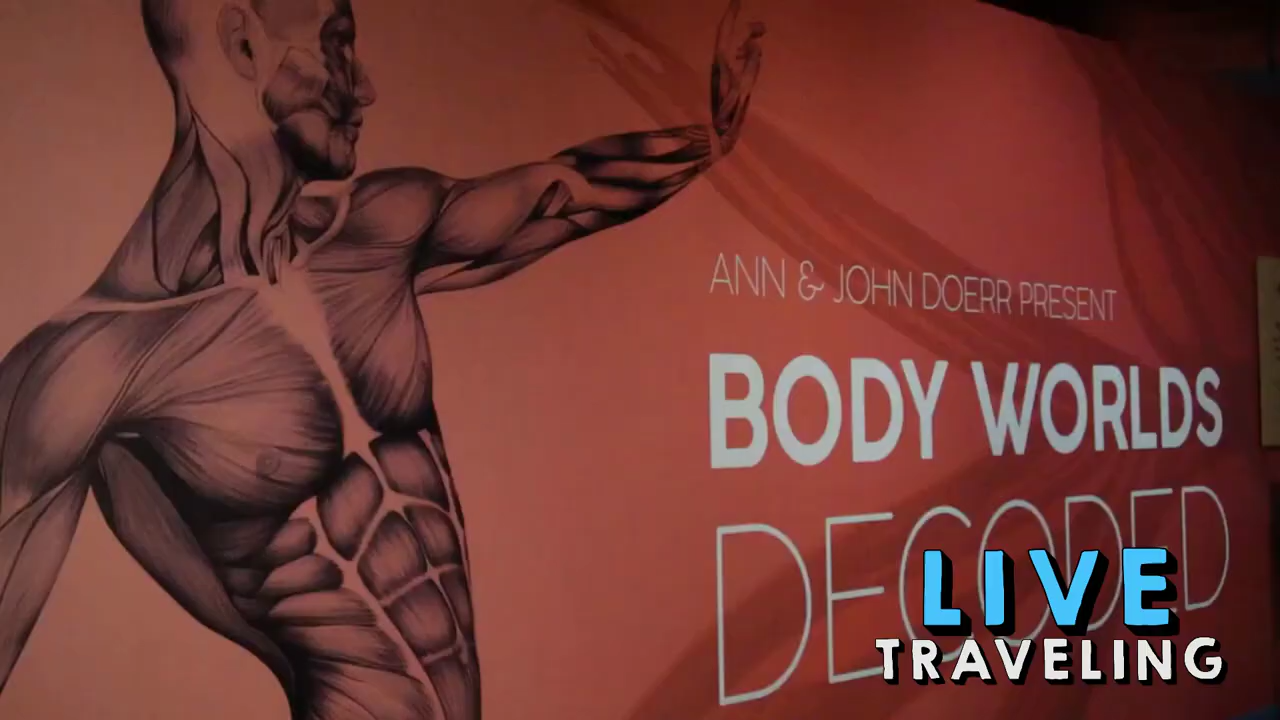 ANN & JOHN DOERR PRESENT
BODY WORLDS
DECODED
LIVE
TRAVELING